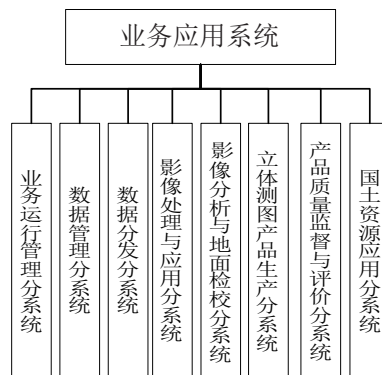 业务应用系统
业务运行管理分系统
数据管理分系统
数据分发分系统
影像处理与应用分系统
影像分析与地面检校分系统
立体测图产品生产分系统
产品质量监督与评价分系统
国土资源应用分系统